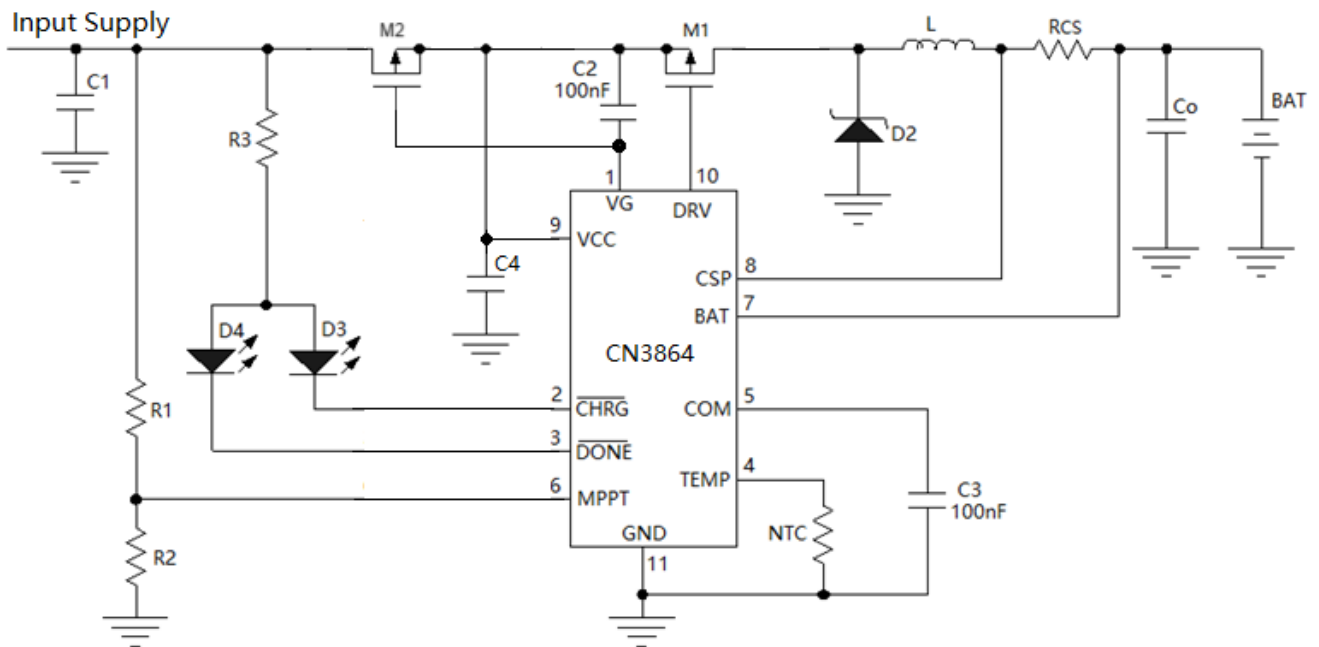 Input Supply
M2
M1
L
RCS
C1
C2
100nF
R3
D2
Co
BAT
1
10
VG
DRV
9
VCC
C4
CSP
8
BAT
7
D4
D3
CN3864
R1
2
CHRG
COM
5
3
DONE
6
MPPT
TEMP
4
C3
100nF
NTC
GND
R2
11